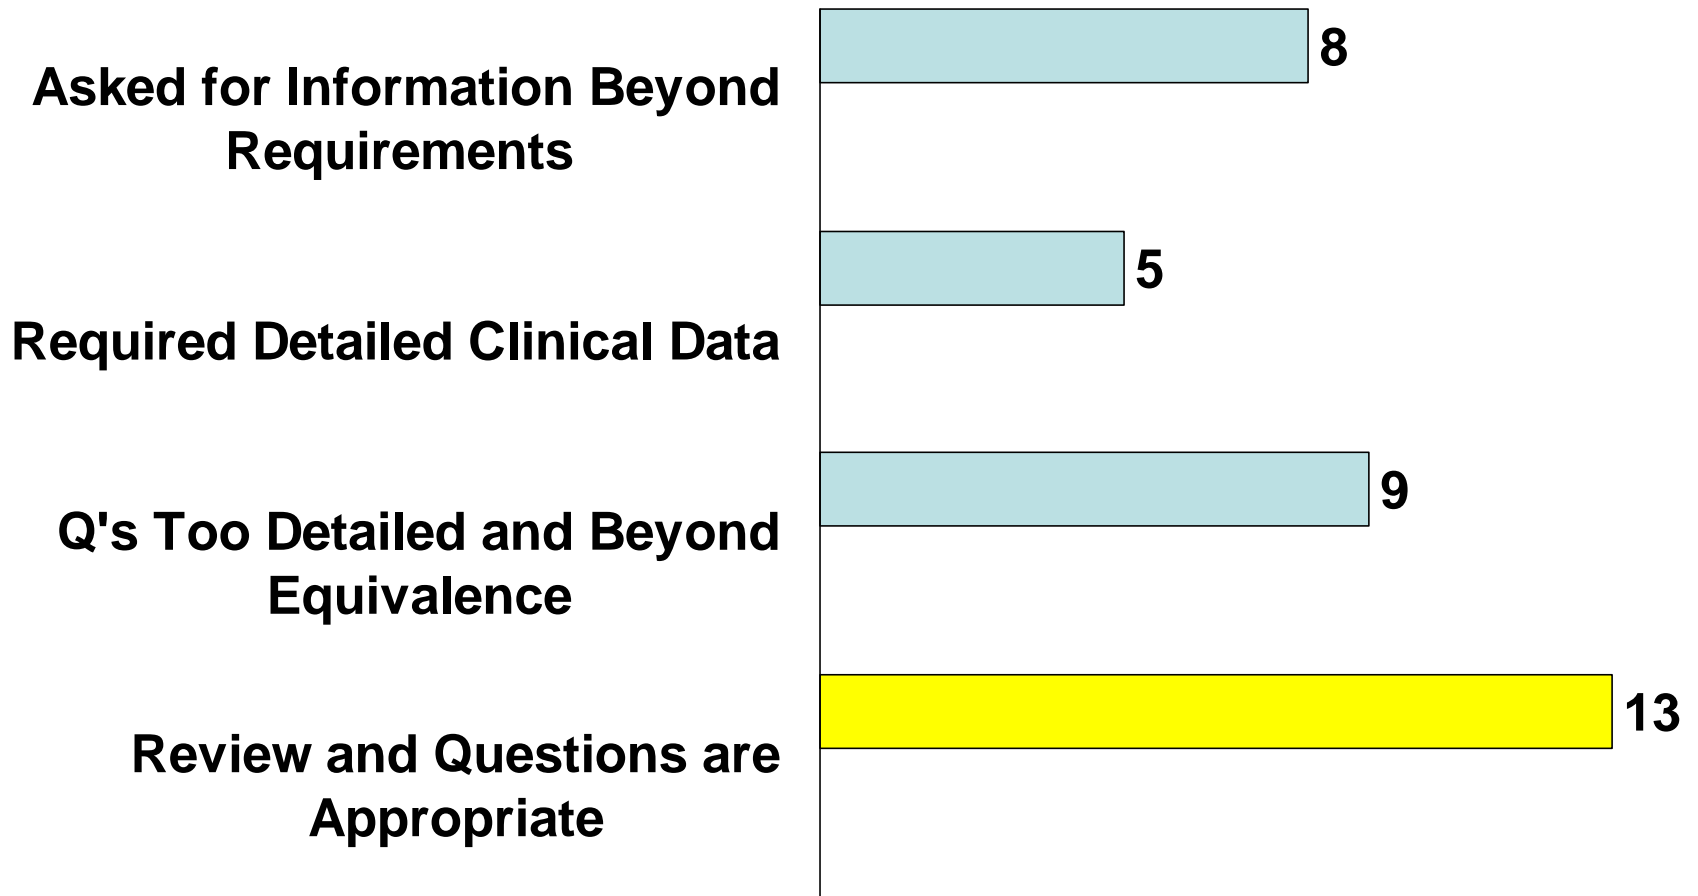 8
Asked for Information Beyond
Requirements
5
Required Detailed Clinical Data
9
Q's Too Detailed and Beyond
Equivalence
13
Review and Questions are
Appropriate